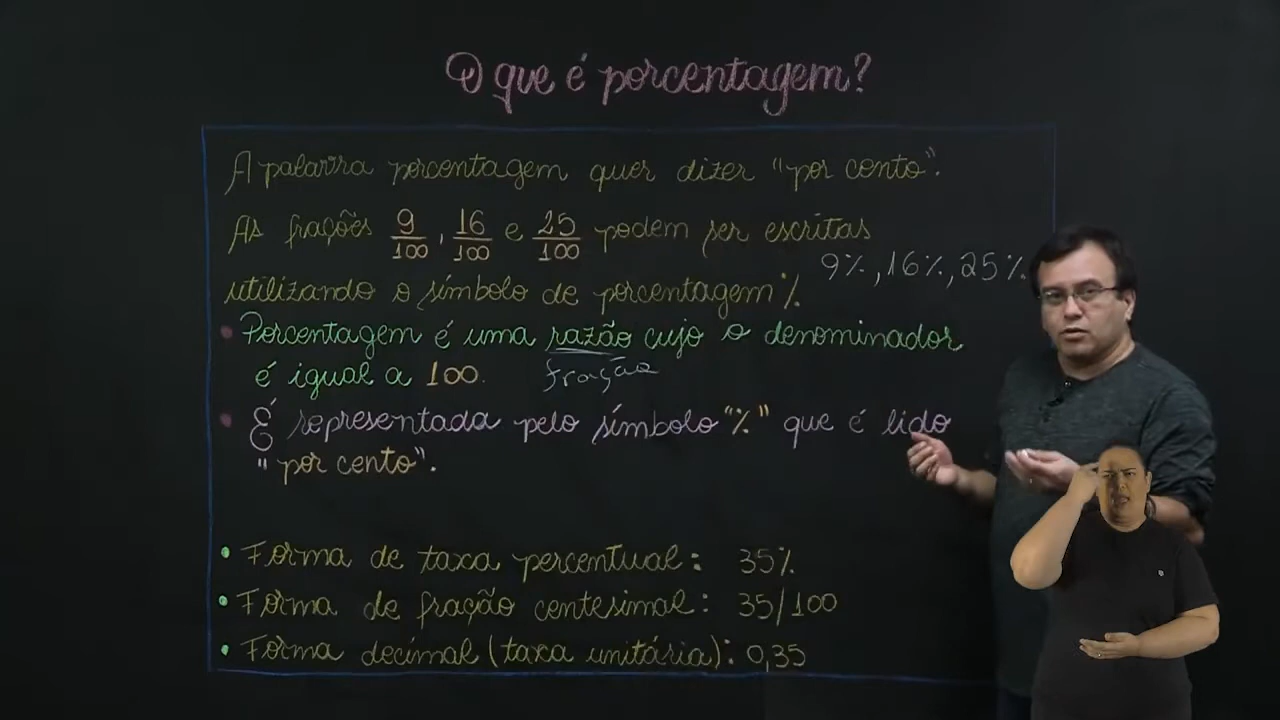 O que é porcentagem?
A palavra porcentagem quer dizer "por cento".
As frações 9/100, 16/100 e 25/100 podem ser escritas
9%, 16%, 25%
utilizando o símbolo de porcentagem %
• Porcentagem é uma razão cujo o denominador
é igual a 100.
fração
• É representada pelo símbolo "%" que é lido
"por cento".
• Forma de taxa percentual: 35%
• Forma de fração centesimal: 35/100
• Forma decimal (taxa unitária): 0,35